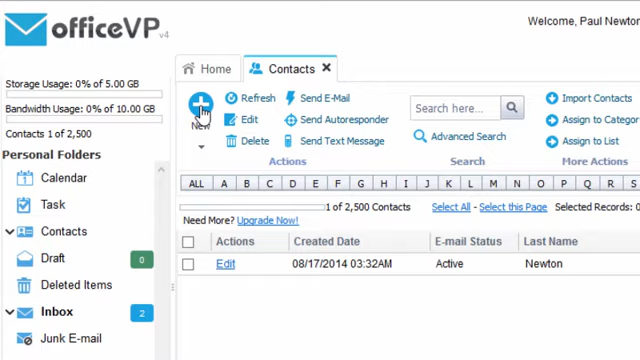 officeVP v4
Welcome, Paul Newton
Storage Usage: 0% of 5.00 GB
Bandwidth Usage: 0% of 10.00 GB
Contacts 1 of 2,500
Personal Folders
Calendar
Task
Contacts
Draft 0
Deleted Items
Inbox 2
Junk E-mail
Home Contacts
New
Refresh Send E-Mail
Edit Send Autoresponder
Delete Send Text Message
Actions
Search here...
Advanced Search
Search
Import Contacts
Assign to Categor
Assign to List
More Actions
ALL A B C D E F G H I J K L M N O P Q R S
1 of 2,500 Contacts Select All - Select this Page Selected Records: 0
Need More? Upgrade Now!
Actions Created Date E-mail Status Last Name
Edit 08/17/2014 03:32AM Active Newton